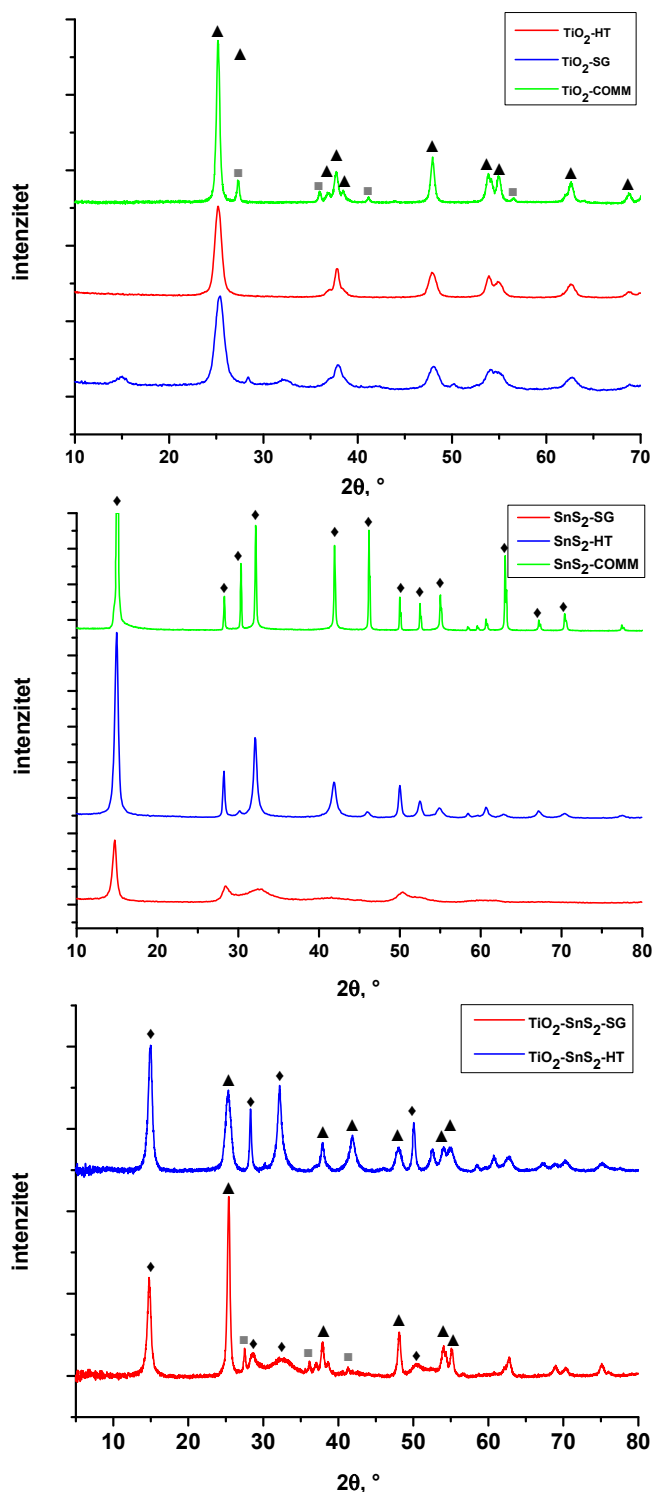 TiO2-HT
TiO2-SG
TiO2-COMM
intenzitet
10 20 30 40 50 60 70
2θ, °
SnS2-SG
SnS2-HT
SnS2-COMM
intenzitet
10 20 30 40 50 60 70 80
2θ, °
TiO2-SnS2-SG
TiO2-SnS2-HT
intenzitet
10 20 30 40 50 60 70 80
2θ, °